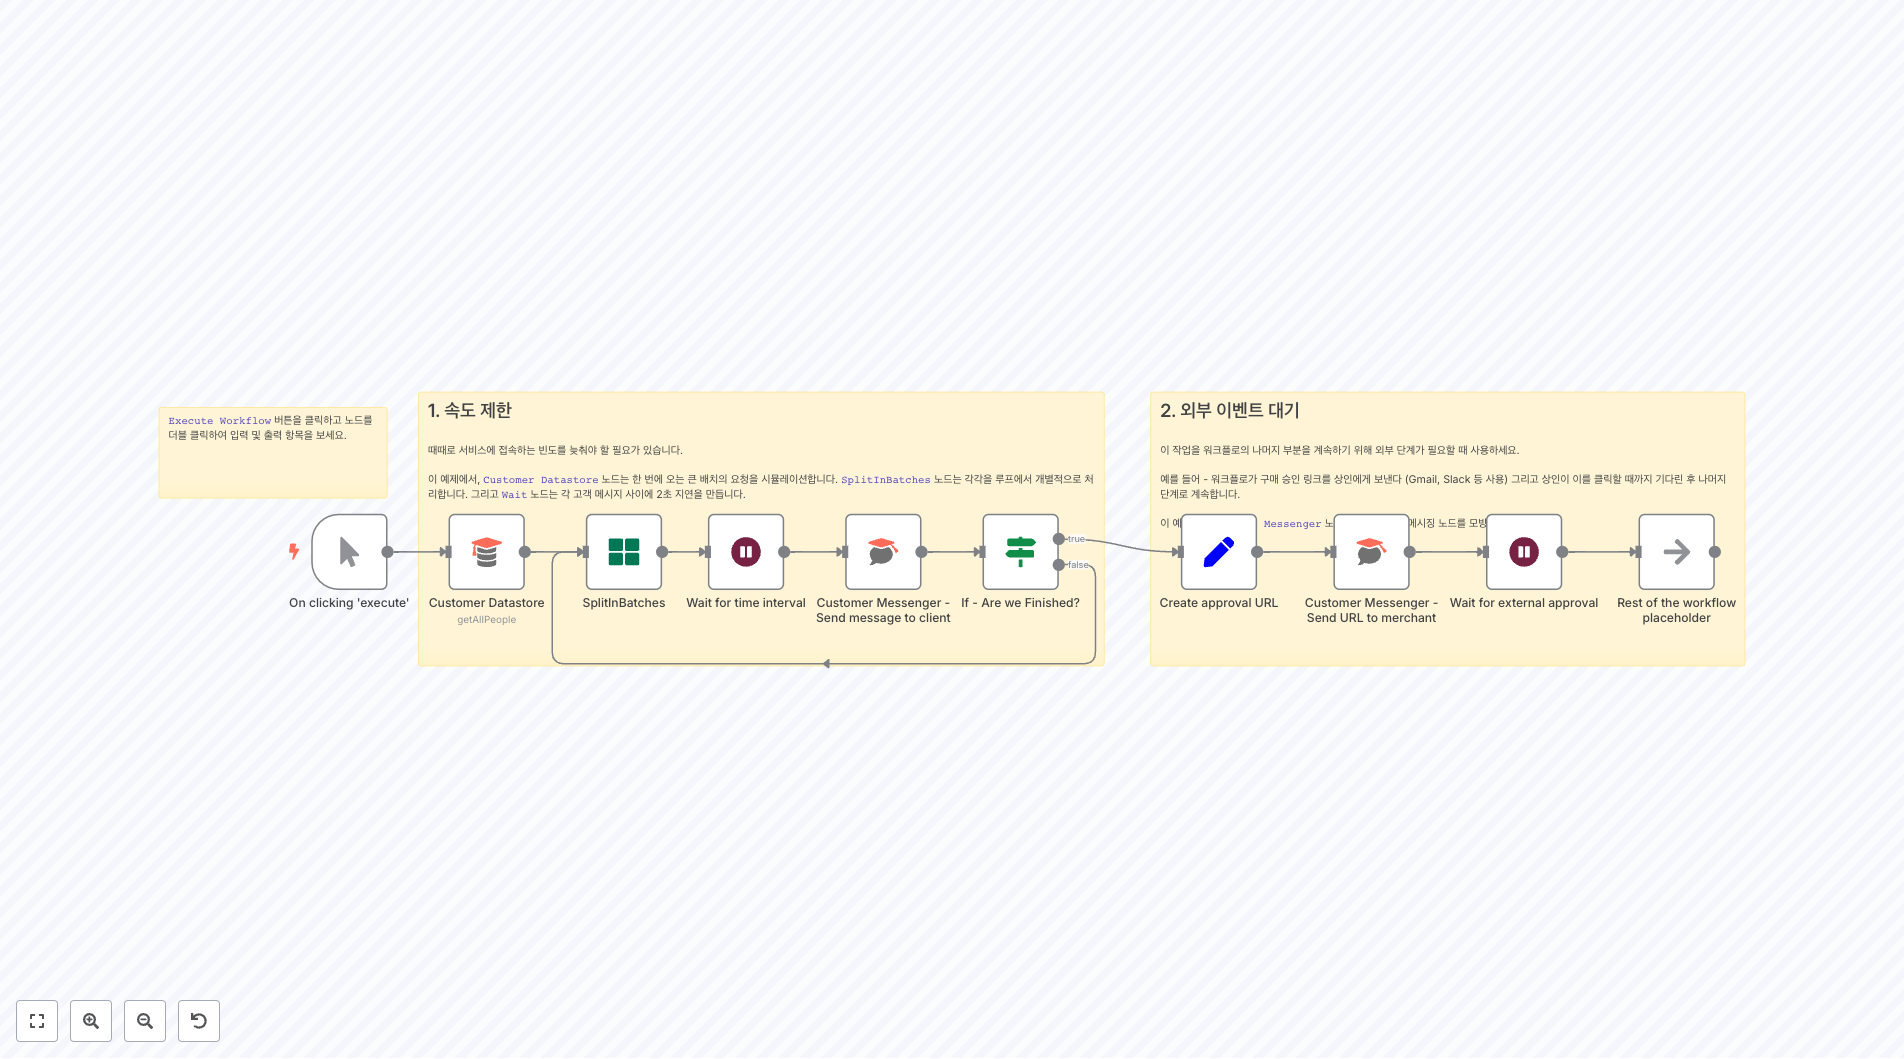 Execute Workflow 버튼을 클릭하고 노드를
더블 클릭하여 입력 및 출력 항목을 보세요.
1. 속도 제한
때때로 서비스에 접속하는 빈도를 늦춰야 할 필요가 있습니다.
이 예제에서, Customer Datastore 노드는 한 번에 오는 큰 배치의 요청을 시뮬레이션합니다. SplitInBatches 노드는 각각을 루프에서 개별적으로 처
리합니다. 그리고 Wait 노드는 각 고객 메시지 사이에 2초 지연을 만듭니다.
2. 외부 이벤트 대기
이 작업을 워크플로의 나머지 부분을 계속하기 위해 외부 단계가 필요할 때 사용하세요.
예를 들어 - 워크플로가 구매 승인 링크를 상인에게 보낸다 (Gmail, Slack 등 사용) 그리고 상인이 이를 클릭할 때까지 기다린 후 나머지
단계로 계속합니다.
이 예 Messenger 노 메시징 노드를 모방
true
false
On clicking 'execute'
Customer Datastore
getAllPeople
SplitInBatches
Wait for time interval
Customer Messenger -
Send message to client
If - Are we Finished?
Create approval URL
Customer Messenger -
Send URL to merchant
Wait for external approval
Rest of the workflow
placeholder